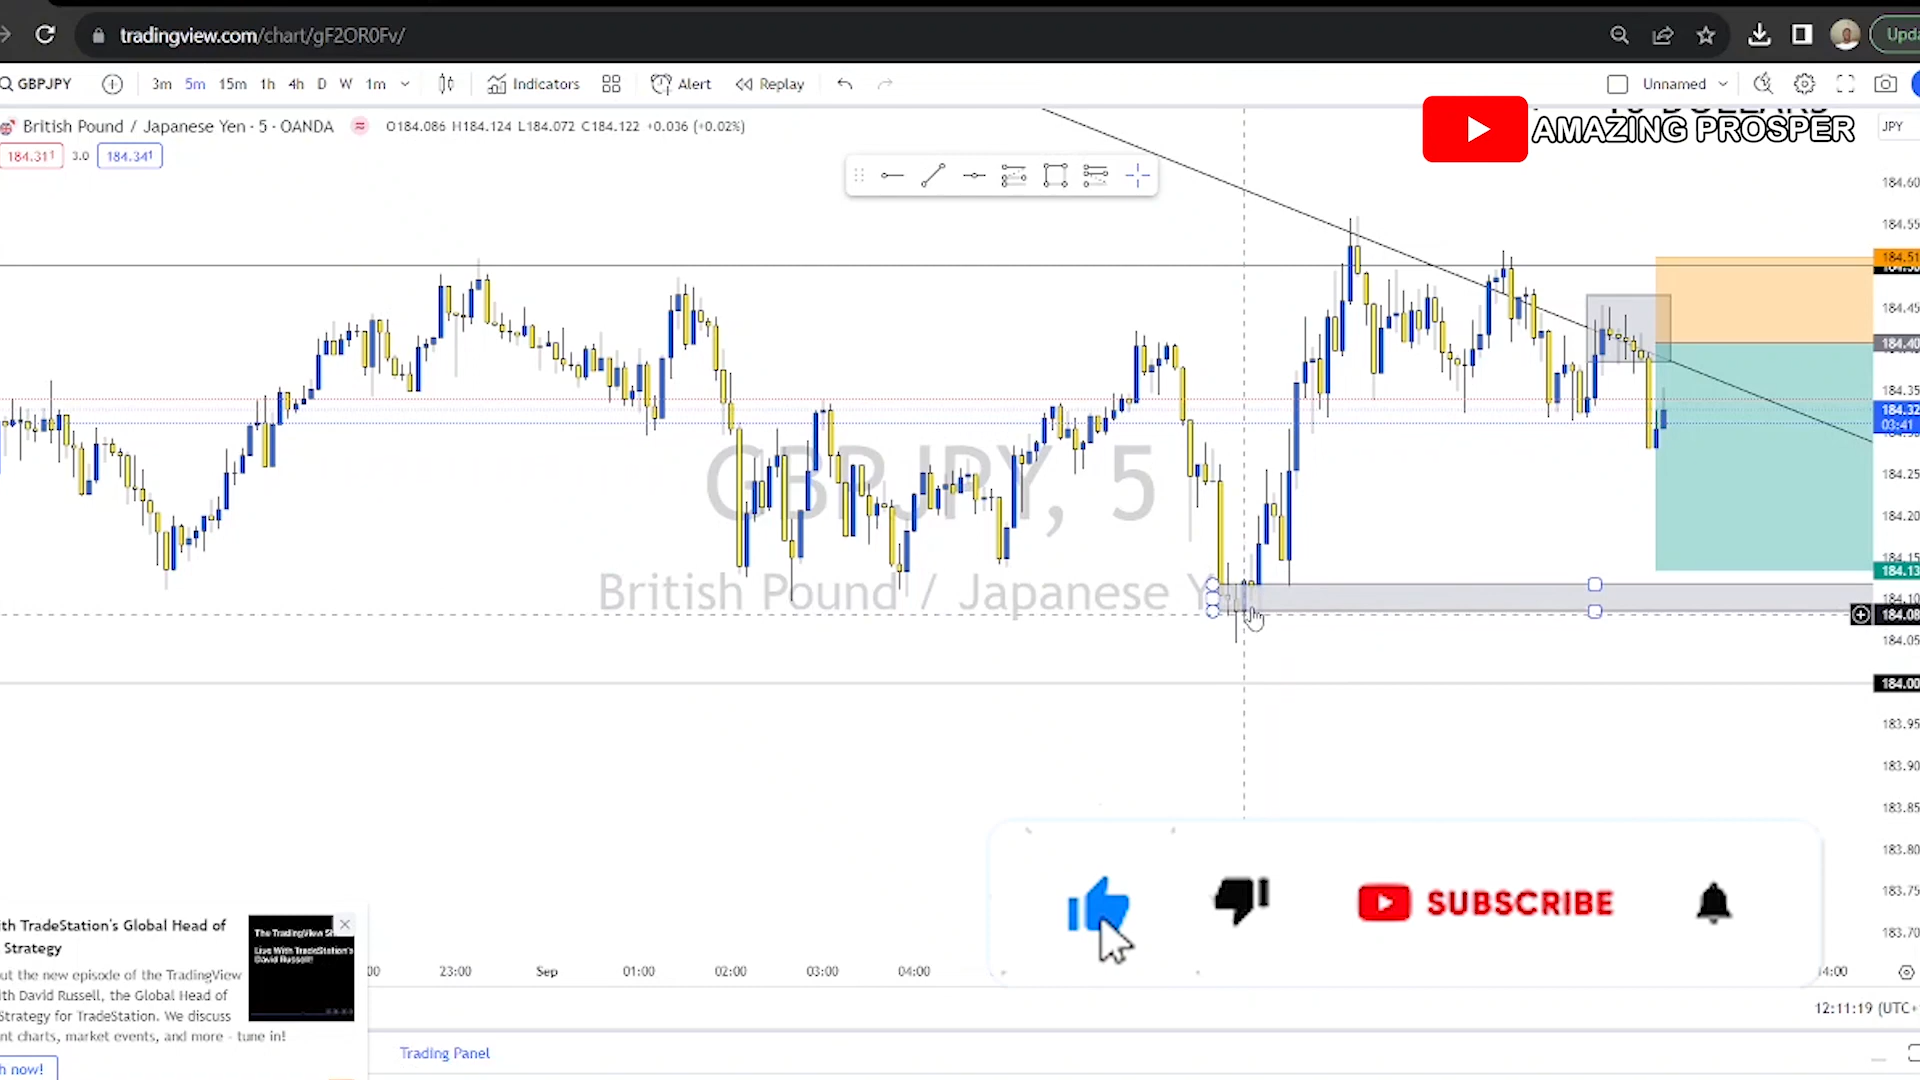 tradingview.com/chart/gF2OR0Fv/
GBPJPY 3m 5m 15m 1h 4h D W 1m Indicators Alert Replay Unnamed
British Pound / Japanese Yen · 5 · OANDA O184.086 H184.124 L184.072 C184.122 +0.036 (+0.02%)
AMAZING PROSPER
JPY
184.311 3.0 184.341
184.60
184.55
184.51
184.45
184.40
184.35
184.32
03:41
184.25
184.20
184.15
184.13
184.10
184.08
184.05
184.00
183.95
183.90
183.85
183.80
183.75
183.70
GBPJPY, 5
British Pound / Japanese Y
SUBSCRIBE
TradeStation's Global Head of
Strategy
the new episode of the TradingView
David Russell, the Global Head of
Strategy for TradeStation. We discuss
charts, market events, and more - tune in!
now!
The TradingView
Live With TradeStation's
David Russell!
23:00 Sep 01:00 02:00 03:00 04:00
12:11:19
Trading Panel